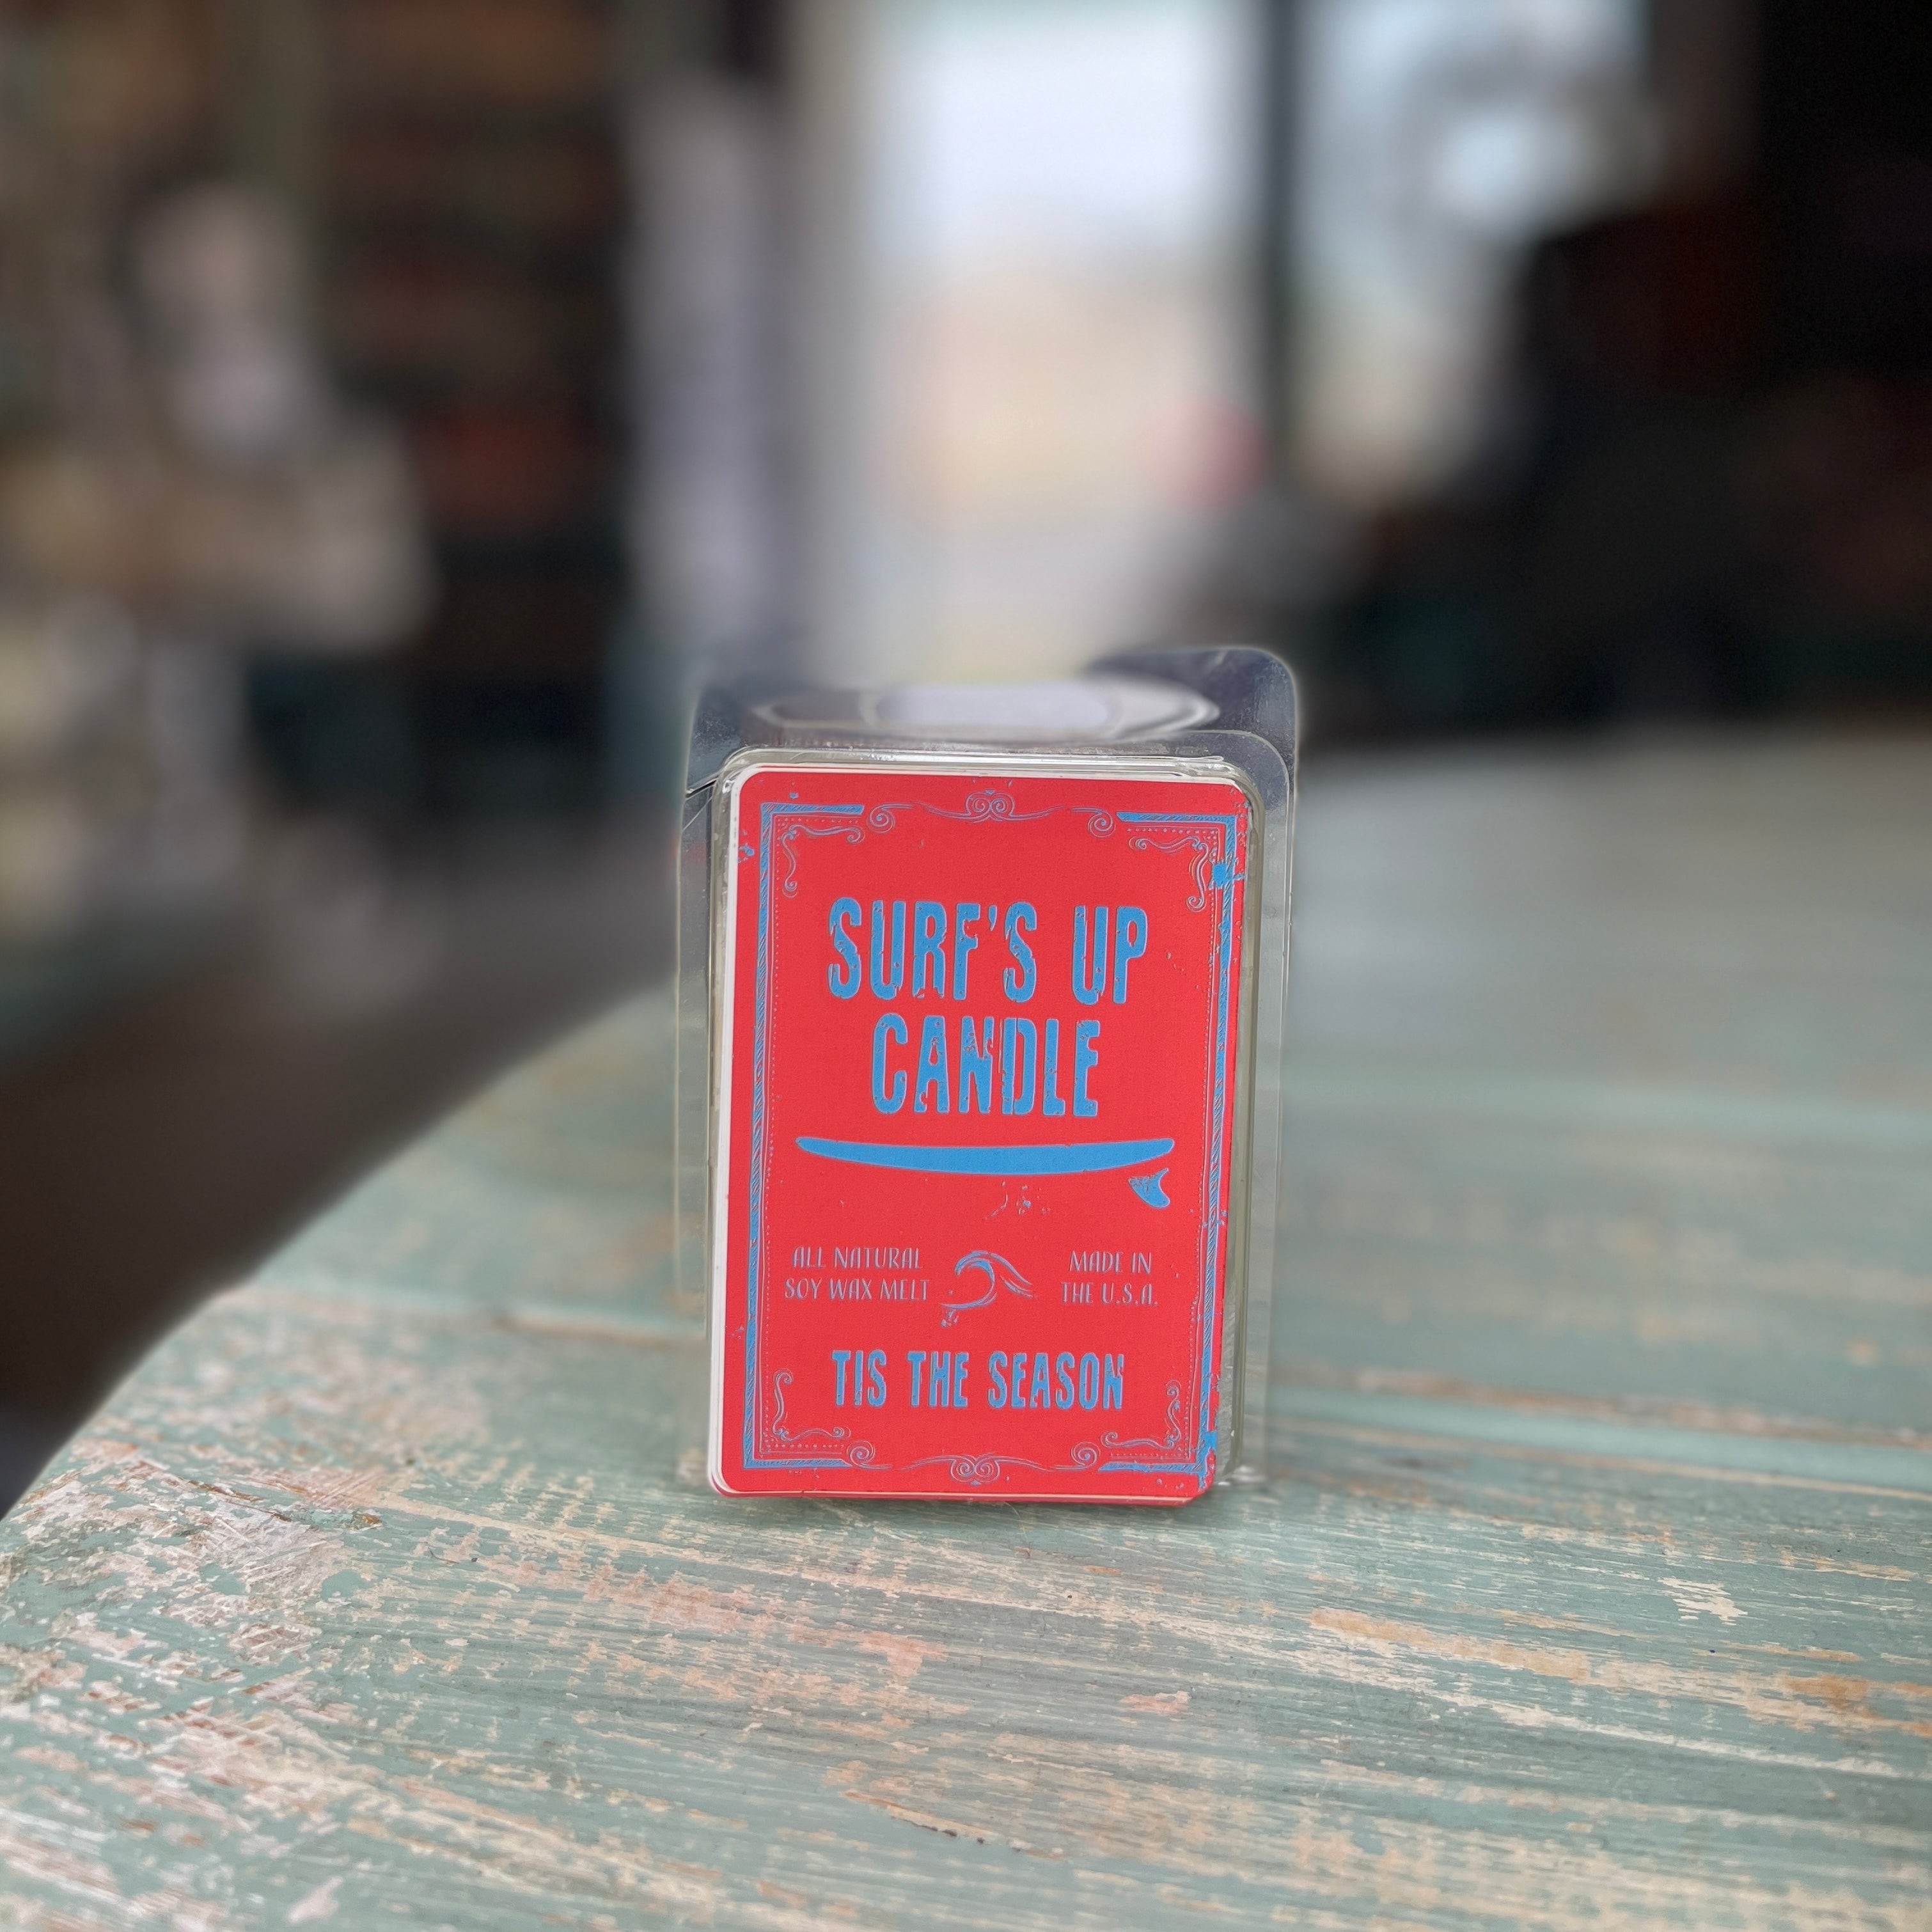 SURF'S UP
CANDLE
ALL NATURAL
SOY WAX MELT
MADE IN
THE U.S.A.
TIS THE SEASON